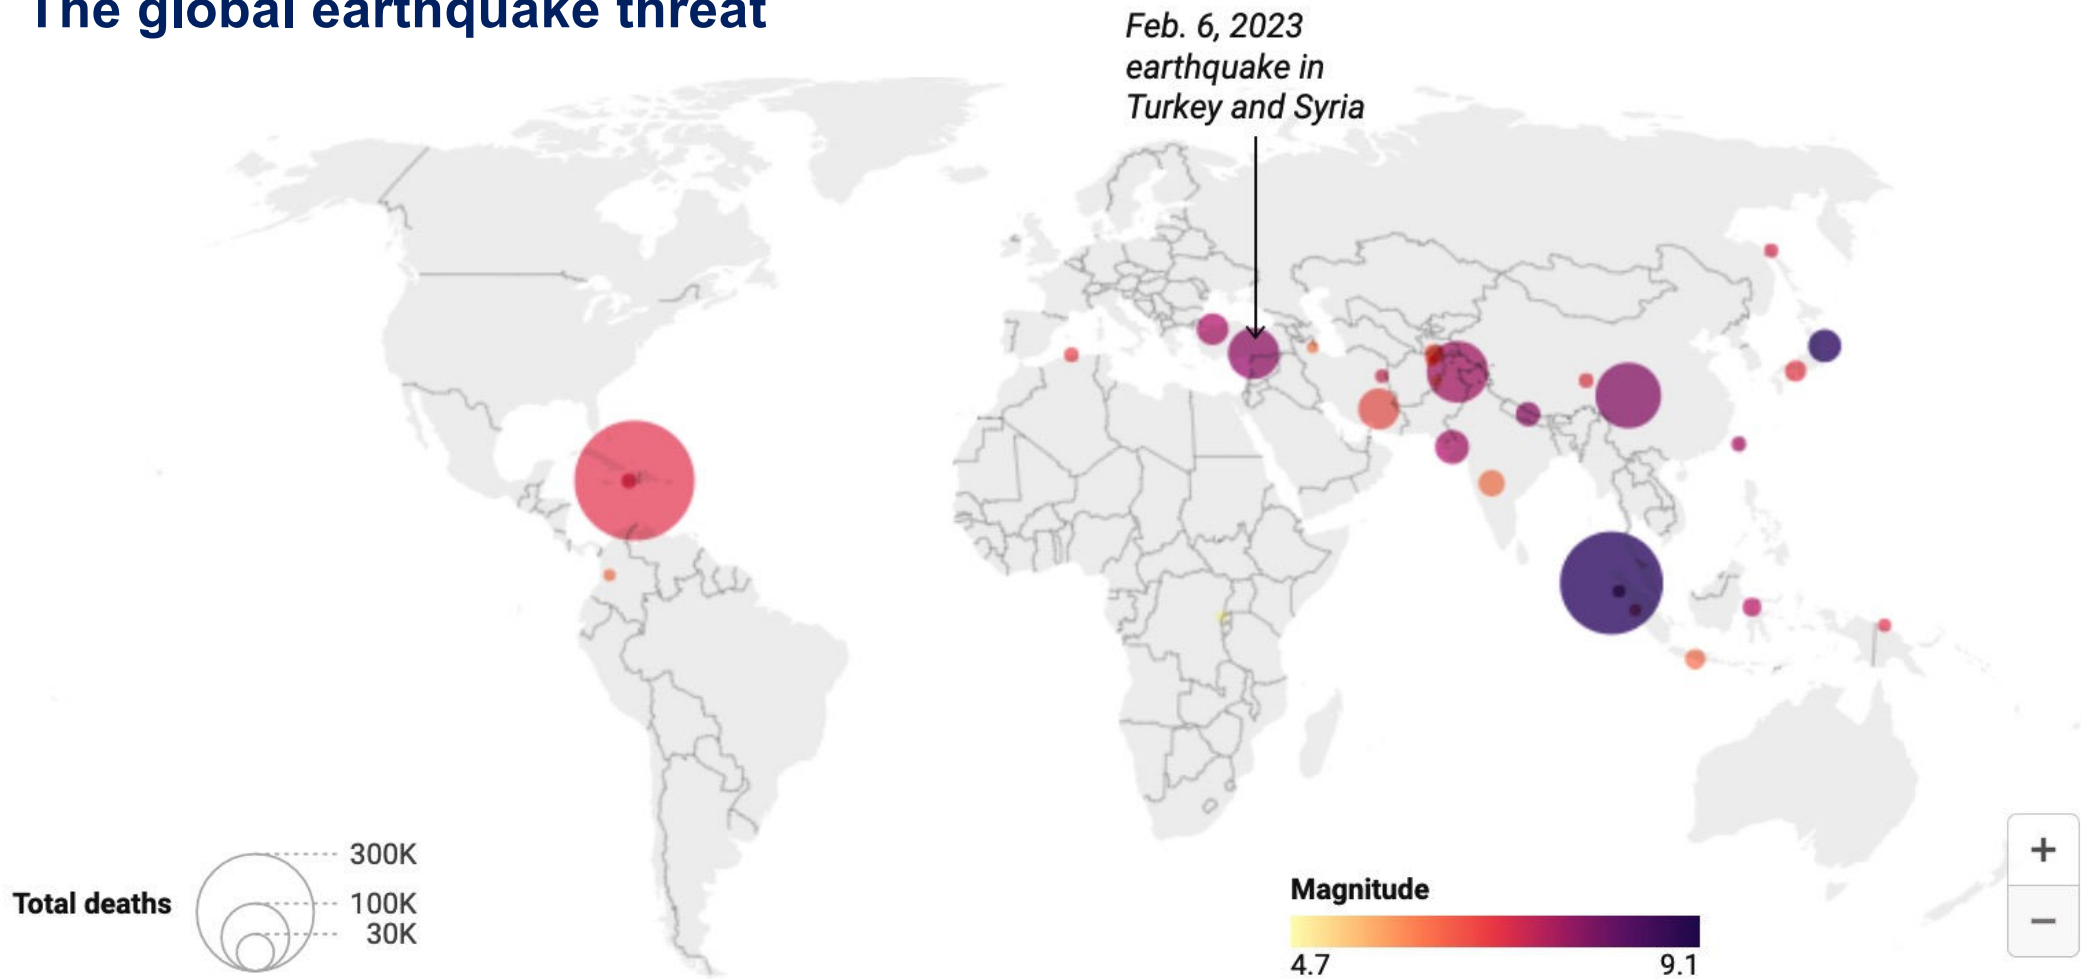 The global earthquake threat
Feb. 6, 2023
earthquake in
Turkey and Syria
300K
Total deaths
100K
30K
Magnitude
4.7
9.1
+
−